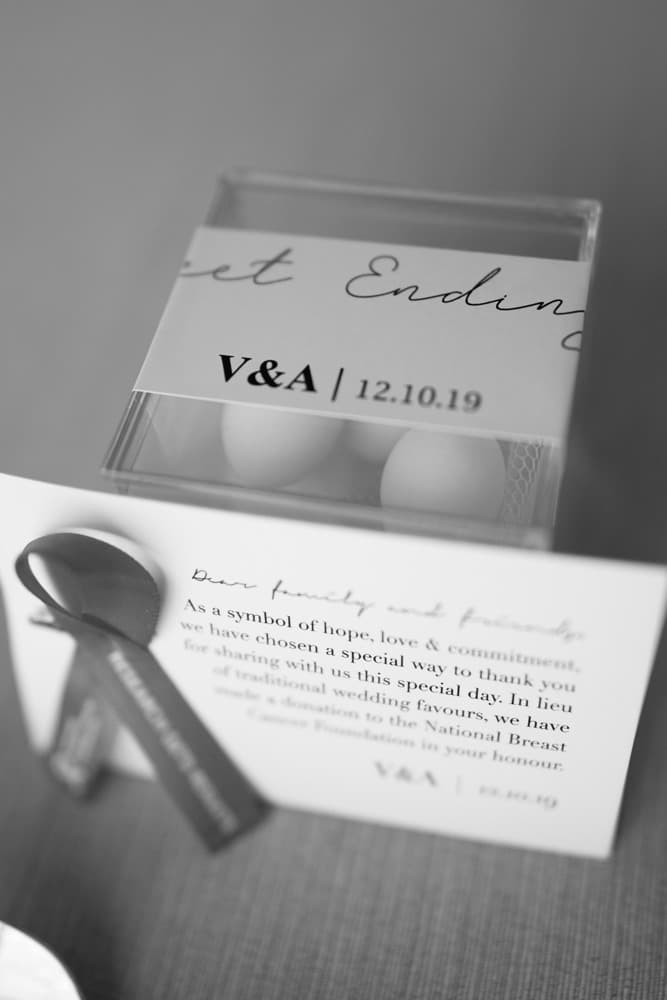 eet Ending
V&A | 12.10.19
Dear family and friends,
As a symbol of hope, love & commitment,
we have chosen a special way to thank you
for sharing with us this special day. In lieu
of traditional wedding favours, we have
made a donation to the National Breast
Cancer Foundation in your honour.
V&A | 12.10.19